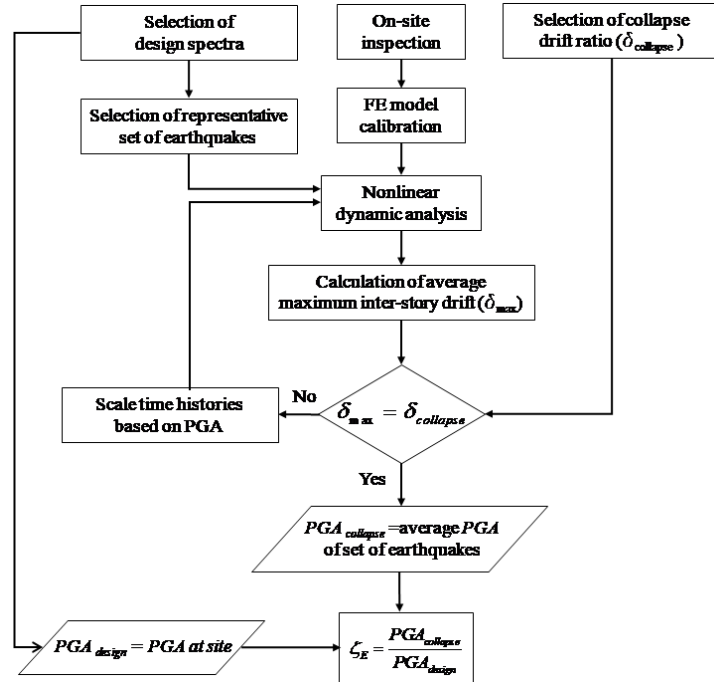 Selection of
design spectra
On-site
inspection
Selection of collapse
drift ratio (δcollapse)
Selection of representative
set of earthquakes
FE model
calibration
Nonlinear
dynamic analysis
Calculation of average
maximum inter-story drift (δmax)
Scale time histories
based on PGA
No
δmax = δcollapse
Yes
PGAcollapse=average PGA
of set of earthquakes
PGAdesign = PGA at site
ζE = PGAcollapse
PGAdesign